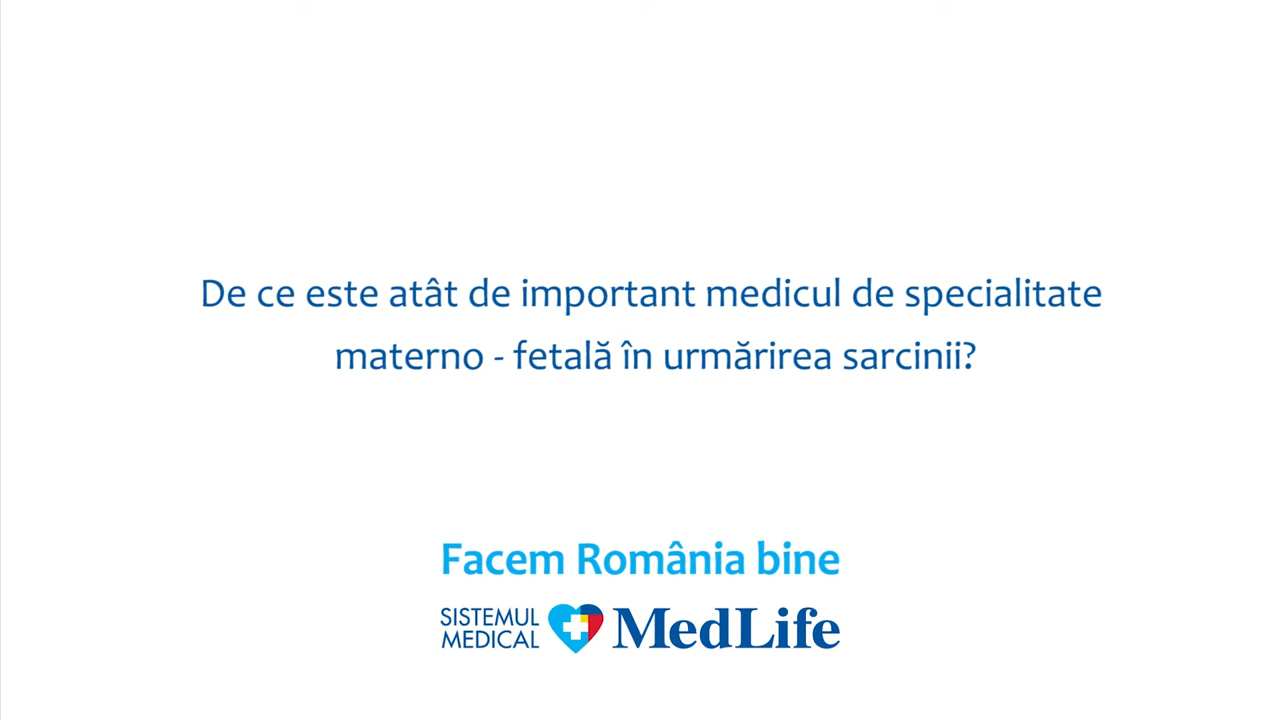 De ce este atât de important medicul de specialitate
materno - fetală în urmărirea sarcinii?
Facem România bine
SISTEMUL
MEDICAL
MedLife